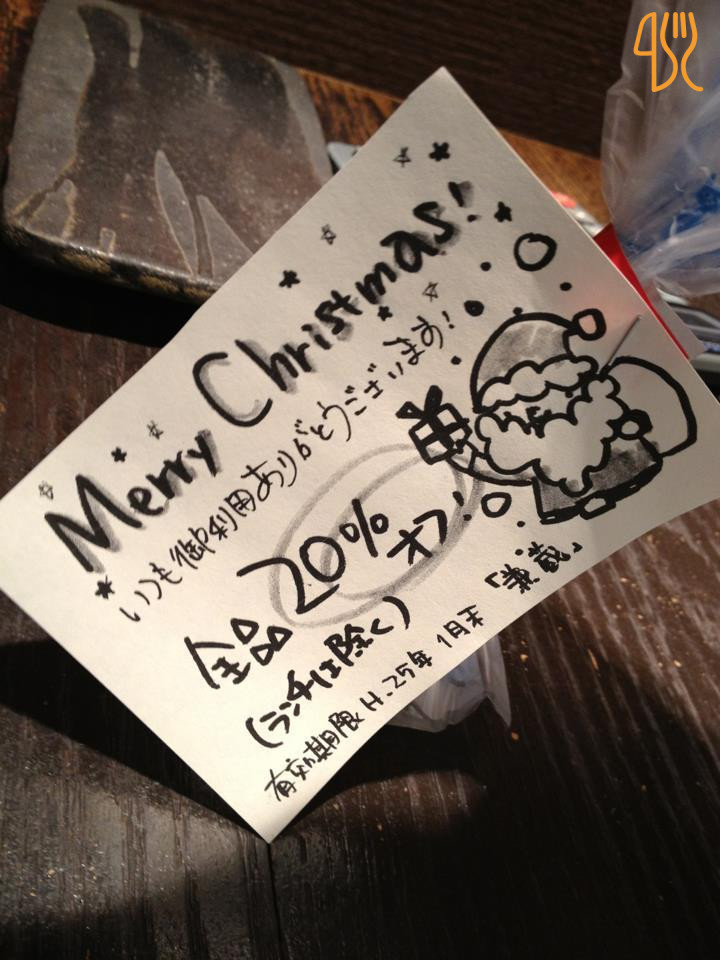 Merry Christmas!
いつも御利用ありがとうございます!
全品20%オフ!
(ランチは除く)
有効期限 H.25年 1月末 「兼蔵」